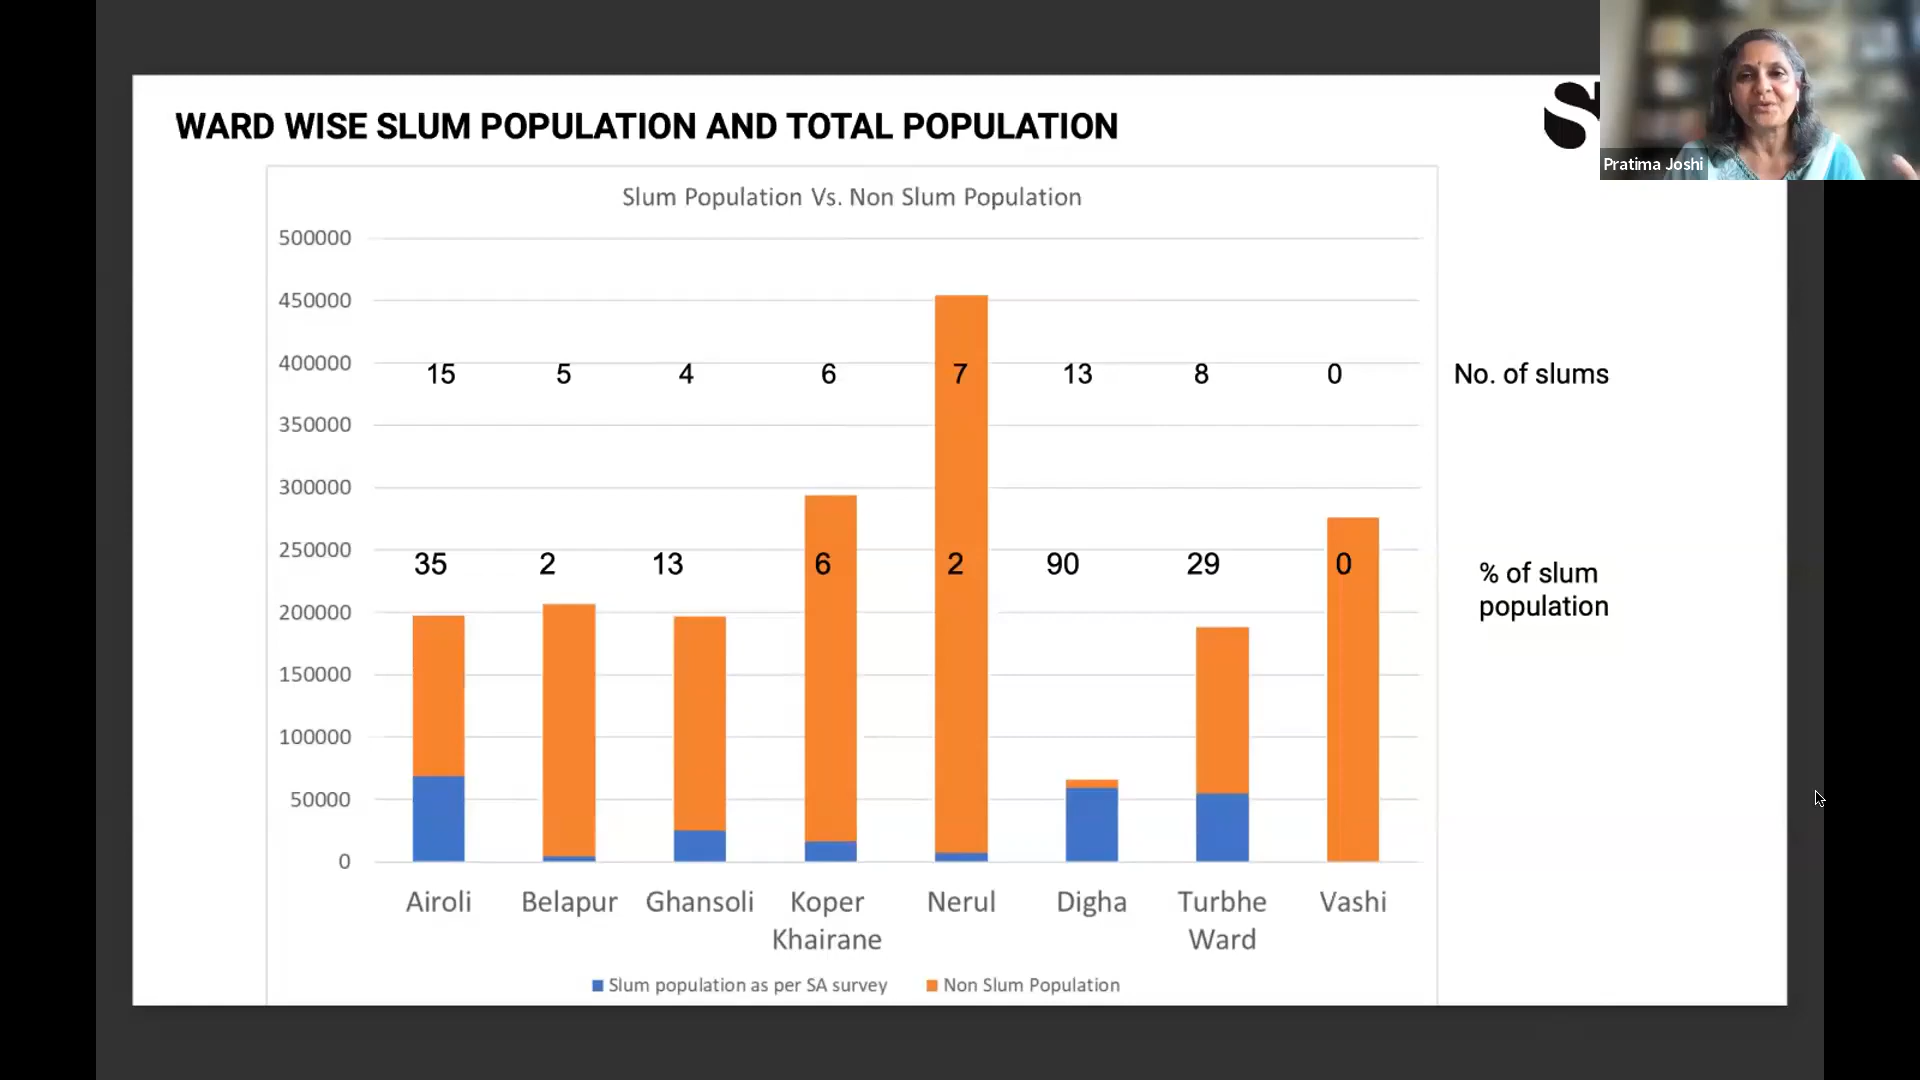 WARD WISE SLUM POPULATION AND TOTAL POPULATION
S
Pratima Joshi
Slum Population Vs. Non Slum Population
500000
450000
400000
350000
300000
250000
200000
150000
100000
50000
0
15 5 4 6 7 13 8 0 No. of slums
35 2 13 6 2 90 29 0 % of slum
population
Airoli Belapur Ghansoli Koper Nerul Digha Turbhe Vashi
Khairane Ward
Slum population as per SA survey Non Slum Population